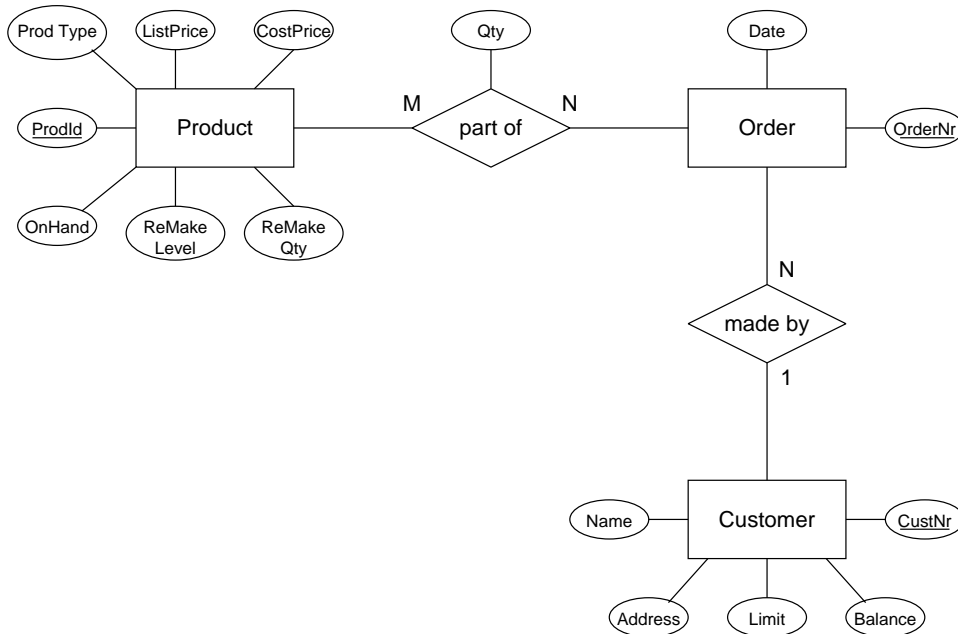 Prod Type
ListPrice
CostPrice
Qty
Date
ProdId
Product
M
part of
N
Order
OrderNr
OnHand
ReMake
Level
ReMake
Qty
N
made by
1
Name
Customer
CustNr
Address
Limit
Balance